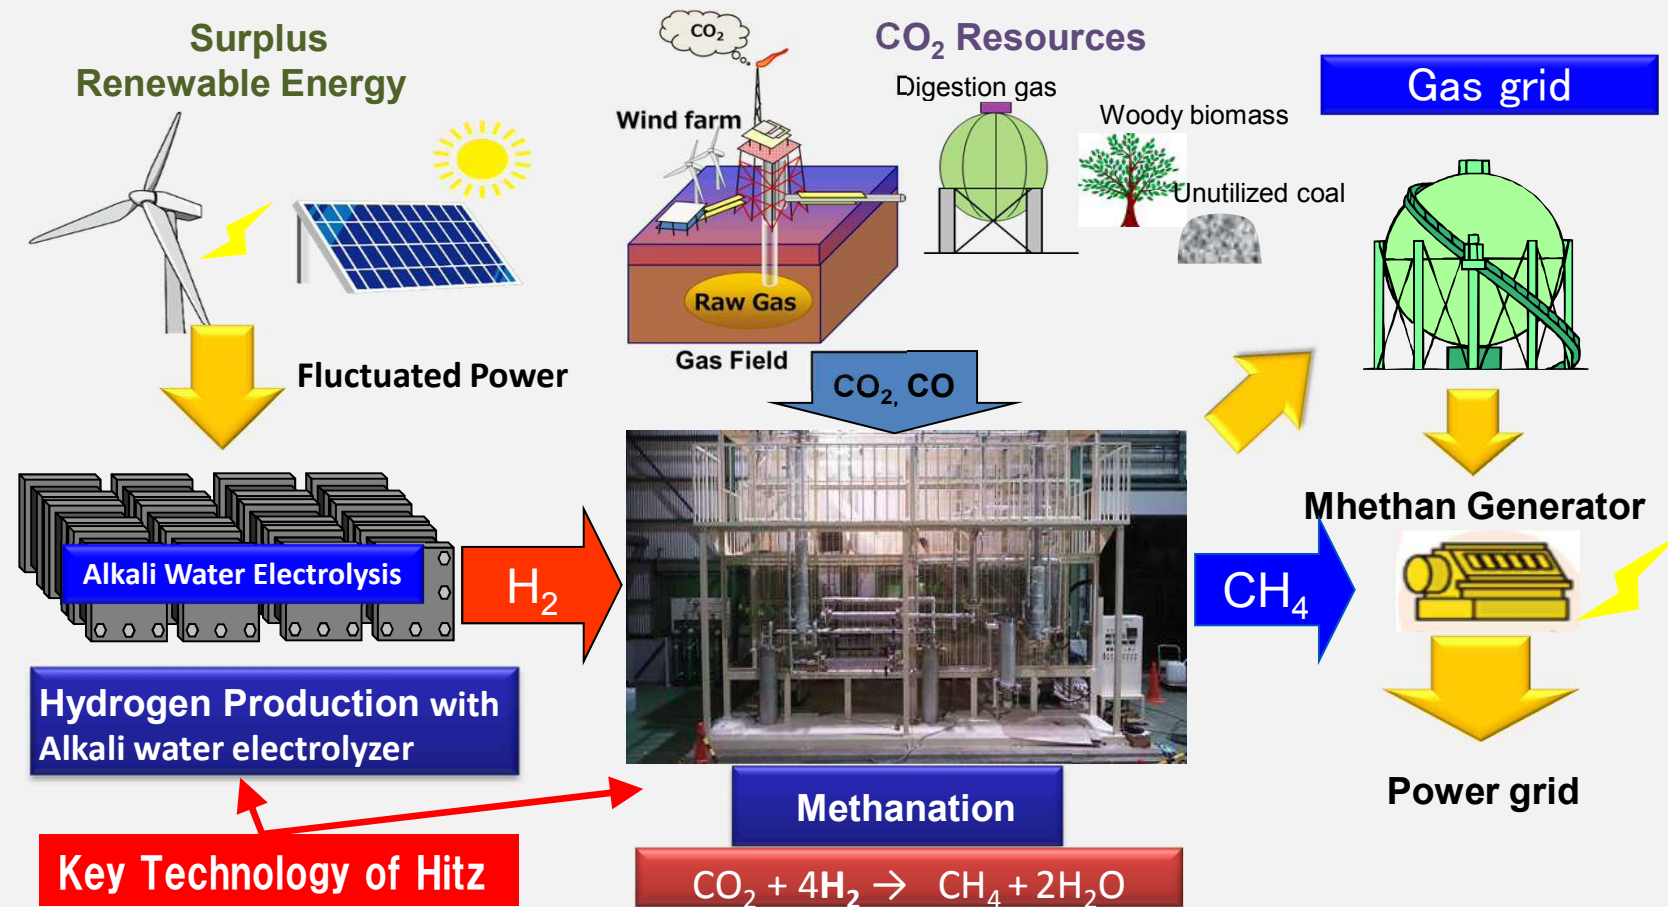 Surplus
Renewable Energy
CO₂
CO₂ Resources
Digestion gas
Wind farm
Woody biomass
Unutilized coal
Gas grid
Raw Gas
Gas Field
Fluctuated Power
CO₂, CO
Alkali Water Electrolysis
H₂
CH₄
Mhethan Generator
Hydrogen Production with
Alkali water electrolyzer
Methanation
Power grid
Key Technology of Hitz
CO₂ + 4H₂ → CH₄ + 2H₂O